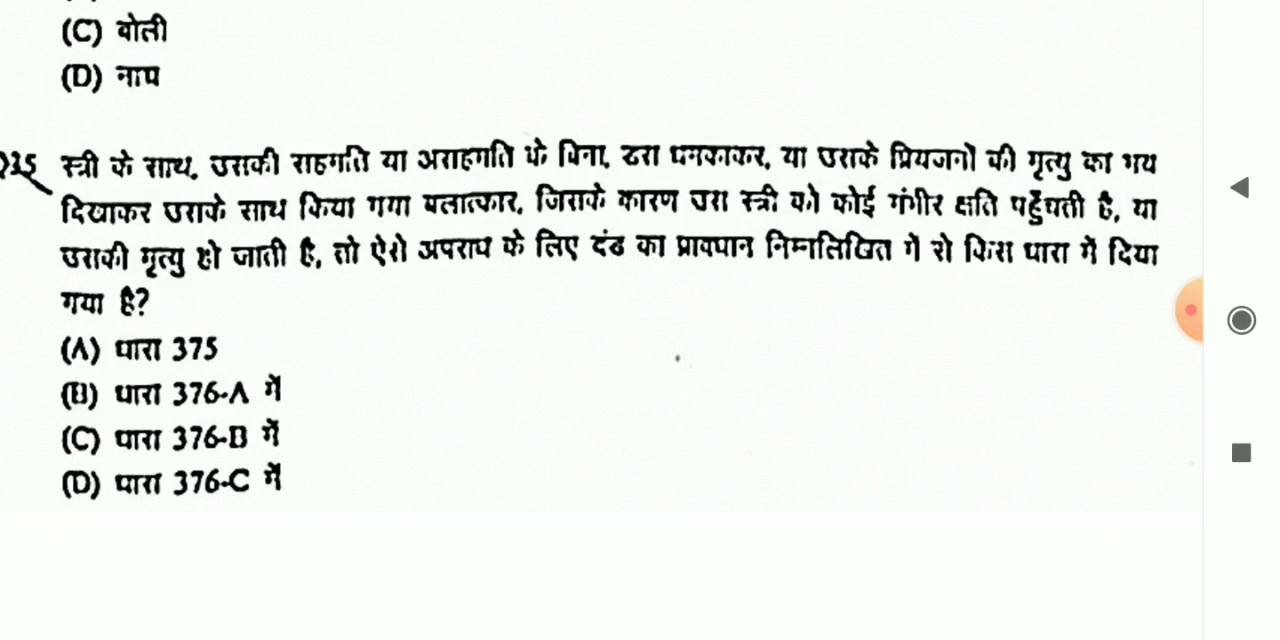 (C) बोली
(D) नाप
स्त्री के साथ, उसकी सहमति या असहमति के बिना, डरा धमकाकर, या उसके प्रियजनों की मृत्यु का भय
दिखाकर उसके साथ किया गया बलात्कार, जिसके कारण उस स्त्री को कोई गंभीर क्षति पहुँचती है, या
उसकी मृत्यु हो जाती है, तो ऐसे अपराध के लिए दंड का प्रावधान निम्नलिखित में से किस धारा में दिया
गया है?
(A) धारा 375
(B) धारा 376-A में
(C) धारा 376-B में
(D) धारा 376-C में